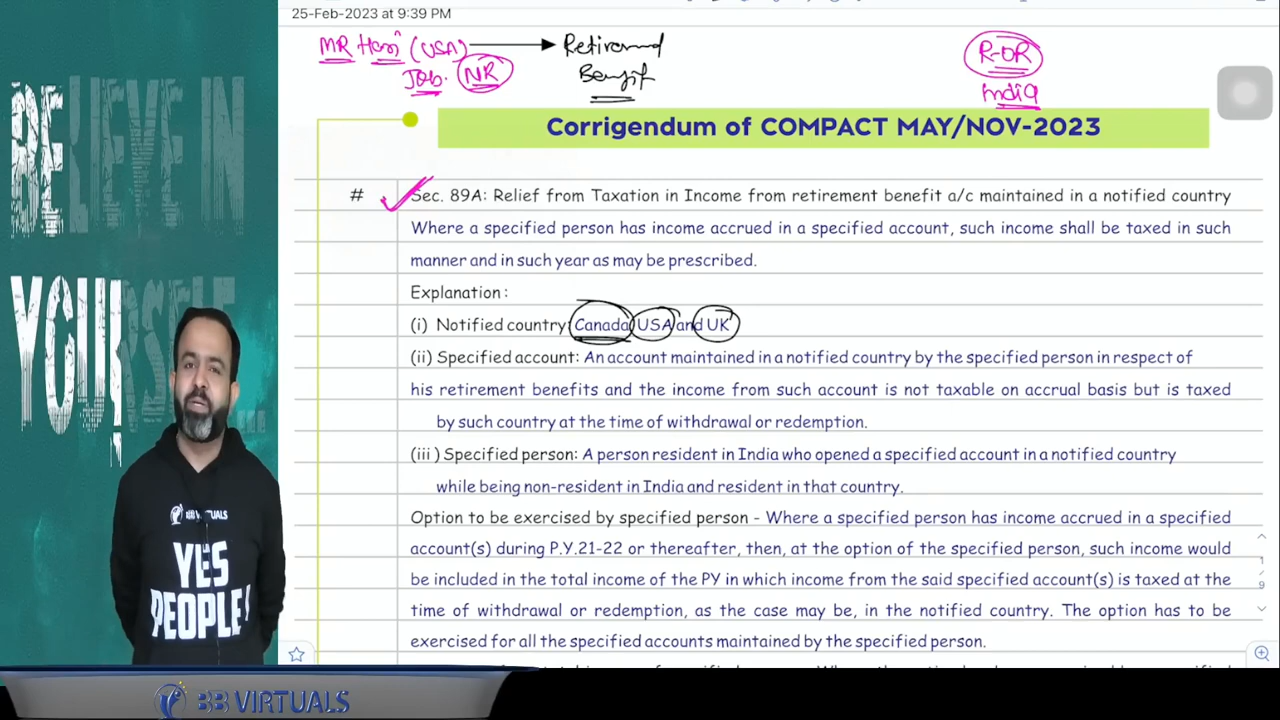 25-Feb-2023 at 9:39 PM
MR Hari (USA) → Retirement
Job. NR Benefit
R-OR
India
BELIEVE IN
YOURSELF...
Corrigendum of COMPACT MAY/NOV-2023
# Sec. 89A: Relief from Taxation in Income from retirement benefit a/c maintained in a notified country
Where a specified person has income accrued in a specified account, such income shall be taxed in such
manner and in such year as may be prescribed.
Explanation:
(i) Notified country: Canada USA and UK
(ii) Specified account: An account maintained in a notified country by the specified person in respect of
his retirement benefits and the income from such account is not taxable on accrual basis but is taxed
by such country at the time of withdrawal or redemption.
(iii) Specified person: A person resident in India who opened a specified account in a notified country
while being non-resident in India and resident in that country.
Option to be exercised by specified person - Where a specified person has income accrued in a specified
account(s) during P.Y.21-22 or thereafter, then, at the option of the specified person, such income would
be included in the total income of the PY in which income from the said specified account(s) is taxed at the
time of withdrawal or redemption, as the case may be, in the notified country. The option has to be
exercised for all the specified accounts maintained by the specified person.
1
9
BB VIRTUALS
YES
PEOPLE!
BB VIRTUALS